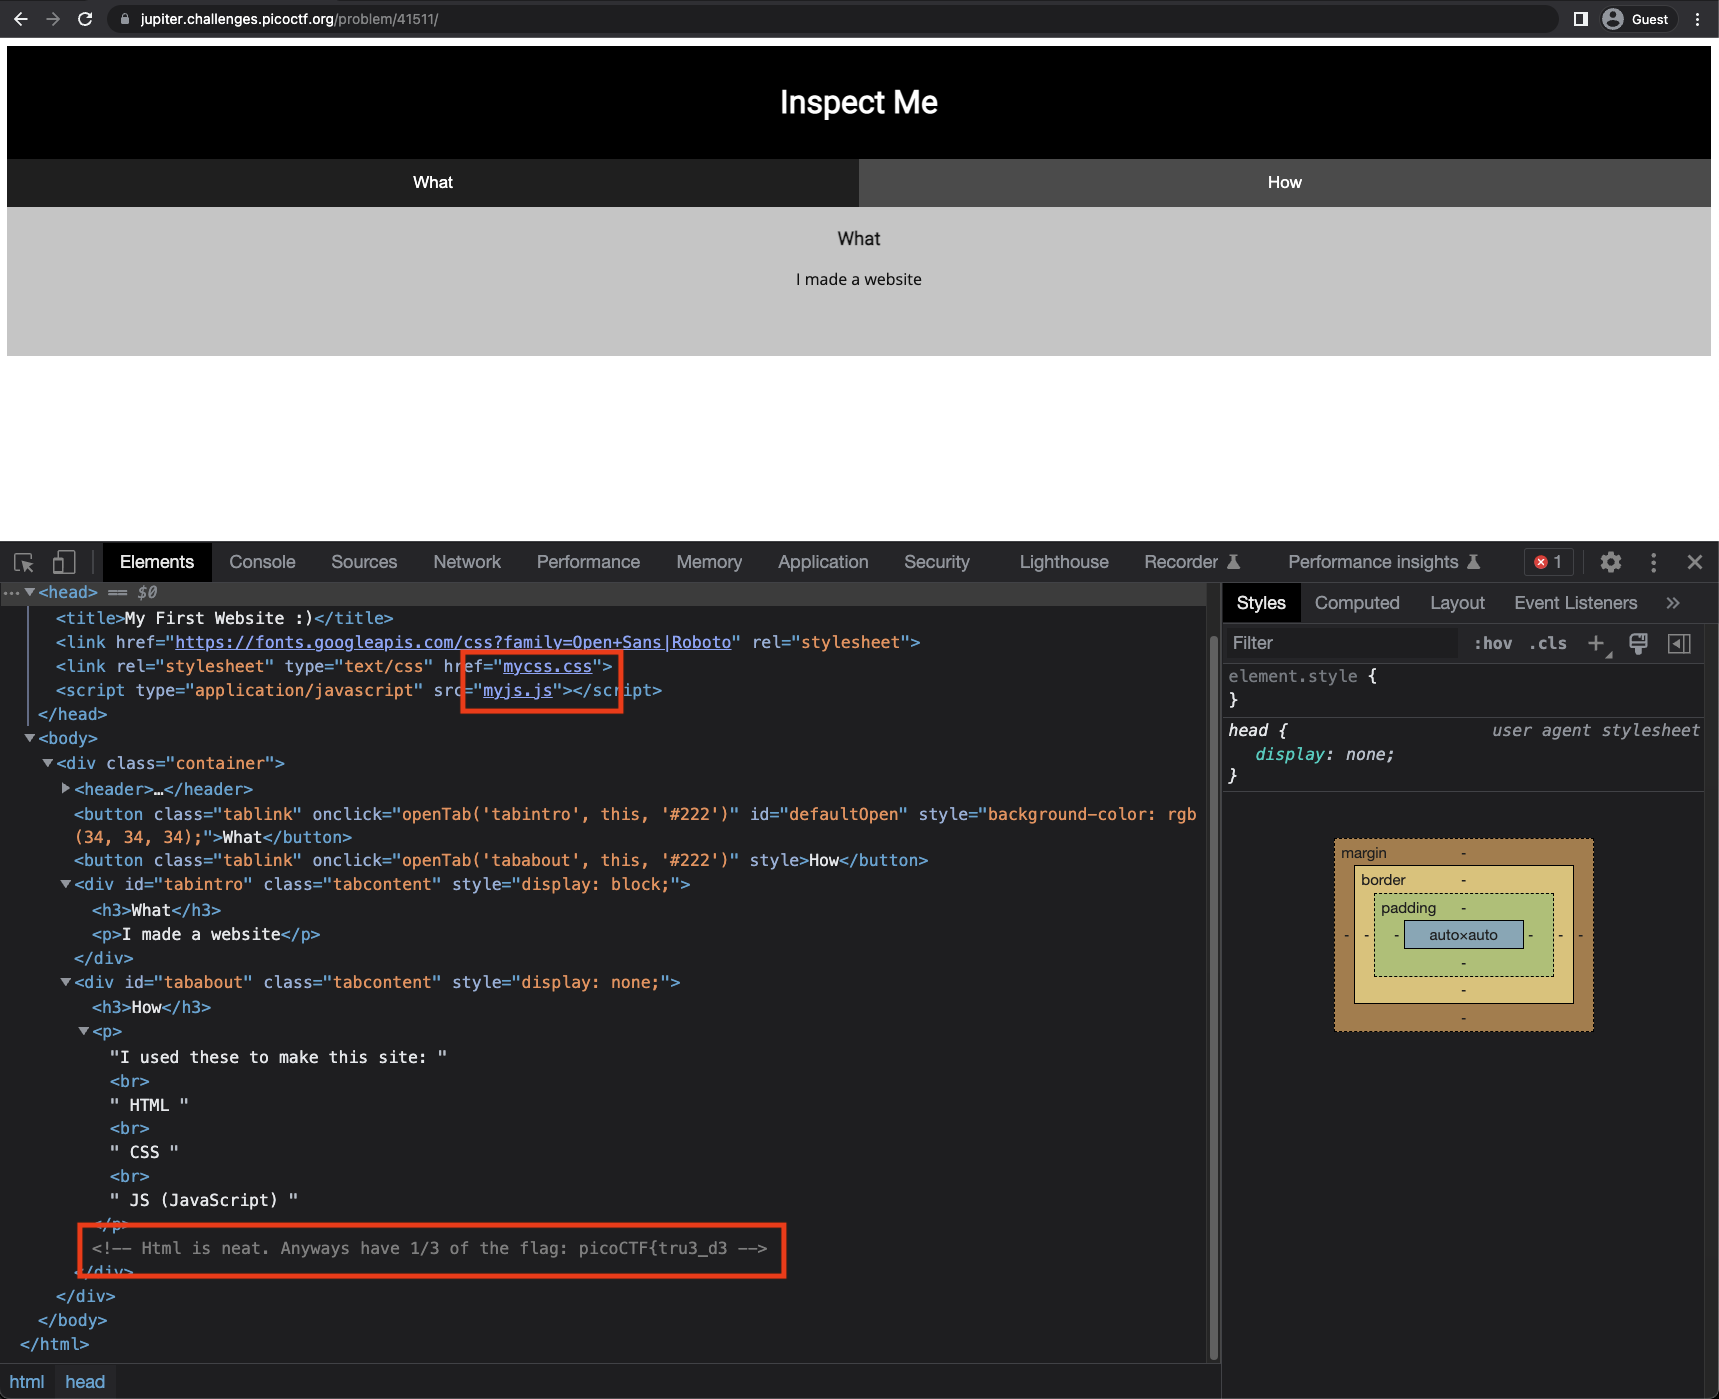 jupiter.challenges.picoctf.org/problem/41511/
Guest
Inspect Me
What
How
What
I made a website
Elements
Console
Sources
Network
Performance
Memory
Application
Security
Lighthouse
Recorder
Performance insights
1
<head> == $0
<title>My First Website :)</title>
<link href="https://fonts.googleapis.com/css?family=Open+Sans|Roboto" rel="stylesheet">
<link rel="stylesheet" type="text/css" href="mycss.css">
<script type="application/javascript" src="myjs.js"></script>
</head>
<body>
<div class="container">
<header>…</header>
<button class="tablink" onclick="openTab('tabintro', this, '#222')" id="defaultOpen" style="background-color: rgb
(34, 34, 34);">What</button>
<button class="tablink" onclick="openTab('tababout', this, '#222')" style>How</button>
<div id="tabintro" class="tabcontent" style="display: block;">
<h3>What</h3>
<p>I made a website</p>
</div>
<div id="tababout" class="tabcontent" style="display: none;">
<h3>How</h3>
<p>
"I used these to make this site: "
<br>
" HTML "
<br>
" CSS "
<br>
" JS (JavaScript) "
</p>
<!-- Html is neat. Anyways have 1/3 of the flag: picoCTF{tru3_d3 -->
</div>
</div>
</body>
</html>
html
head
Styles
Computed
Layout
Event Listeners
Filter
:hov
.cls
element.style {
}
head {
user agent stylesheet
display: none;
}
margin -
border -
padding -
- - - auto×auto - - -
-
-
-